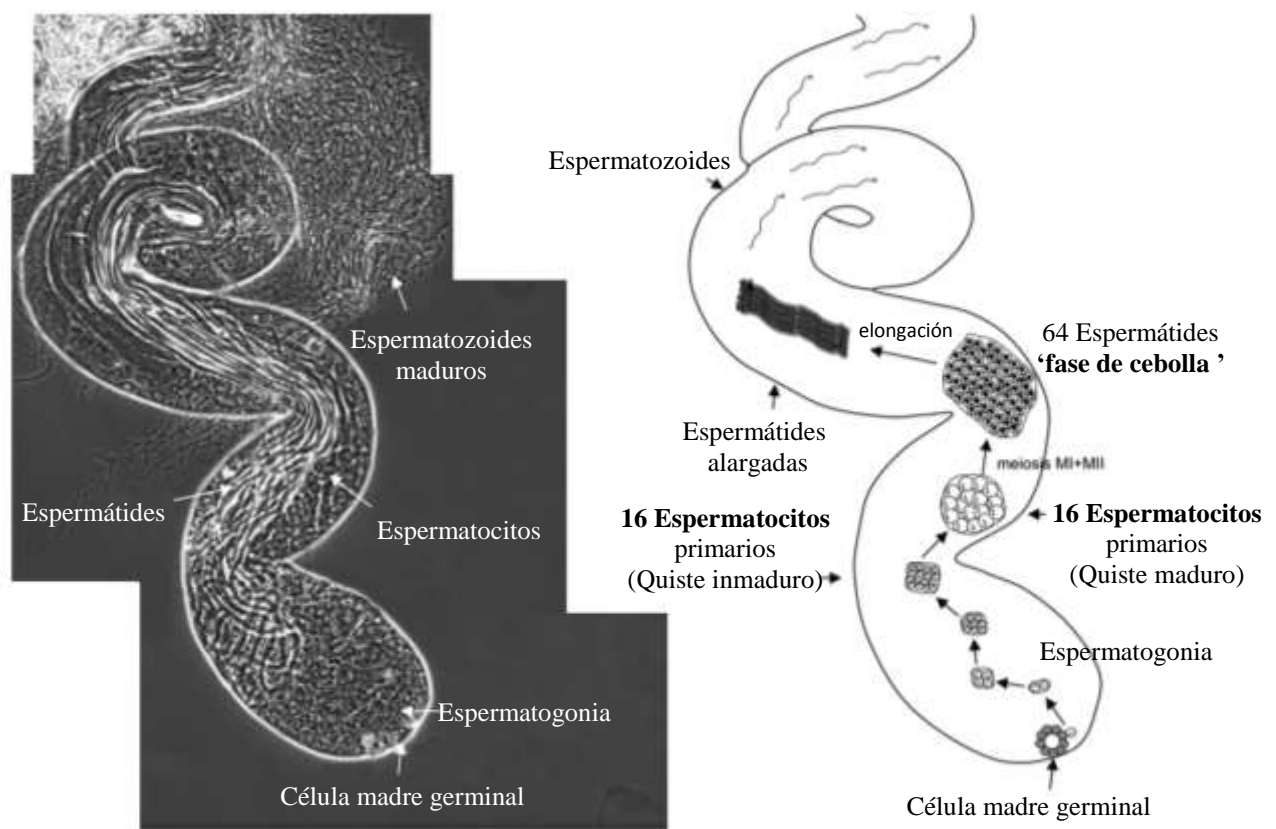 Espermatozoides
maduros
Espermátides
Espermatocitos
Espermatogonia
Célula madre germinal
Espermatozoides
elongación
64 Espermátides
‘fase de cebolla ’
Espermátides
alargadas
meiosis MI+MII
16 Espermatocitos
primarios
(Quiste inmaduro)
16 Espermatocitos
primarios
(Quiste maduro)
Espermatogonia
Célula madre germinal